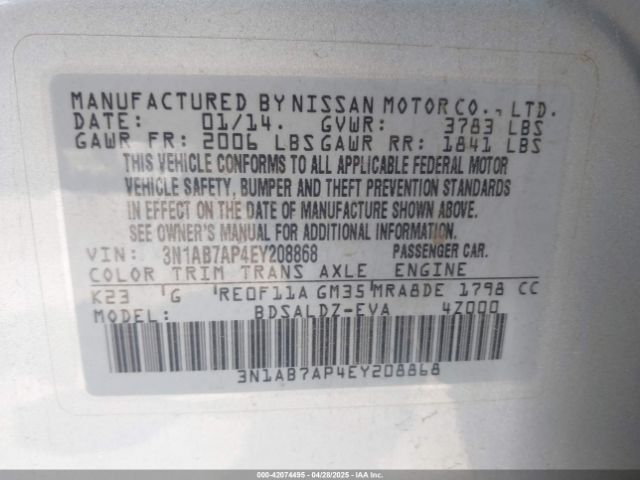 MANUFACTURED BY NISSAN MOTOR CO., LTD.
DATE: 01/14. GVWR: 3783 LBS
GAWR FR: 2006 LBS GAWR RR: 1841 LBS
THIS VEHICLE CONFORMS TO ALL APPLICABLE FEDERAL MOTOR
VEHICLE SAFETY, BUMPER AND THEFT PREVENTION STANDARDS
IN EFFECT ON THE DATE OF MANUFACTURE SHOWN ABOVE.
SEE OWNER'S MANUAL FOR ADDITIONAL INFORMATION.
VIN: 3N1AB7AP4EY208868 PASSENGER CAR.
COLOR TRIM TRANS AXLE ENGINE
K23 'G 'RE0F11A GM35 MRA8DE 1798 CC
MODEL: BDSALDZ-EVA 4Z000
3N1AB7AP4EY208868
000-42074495 - 04/28/2025 - IAAI